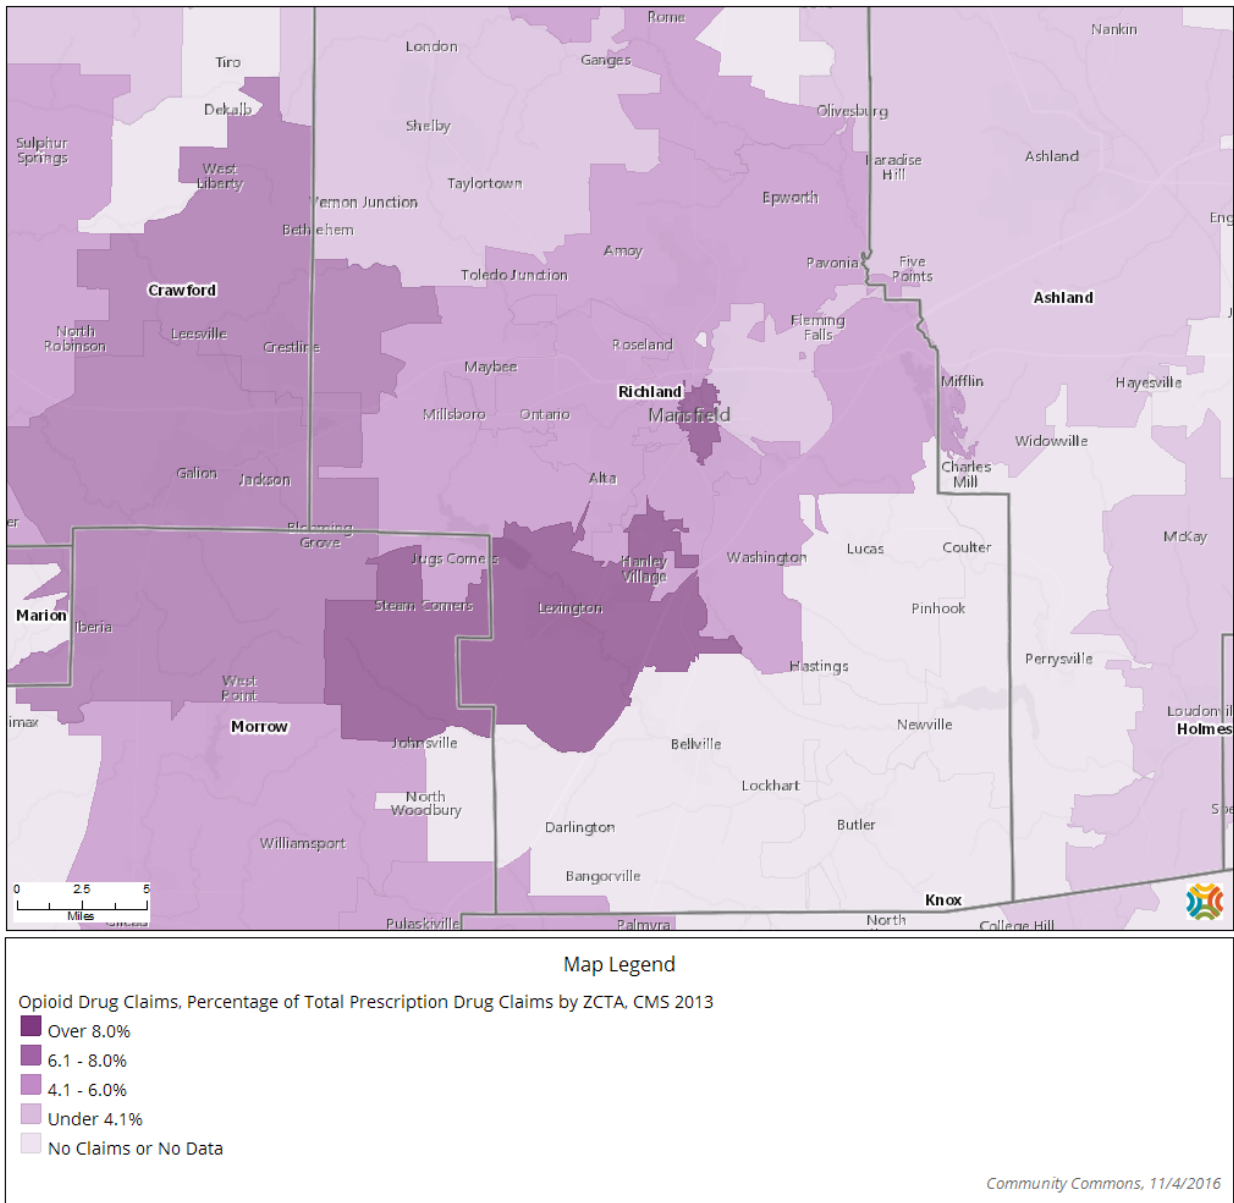 Rome
Nankin
London
Ganges
Tiro
Dekalb
Olivesburg
Shelby
Sulphur
Springs
Paradise
Hill
Ashland
West
Liberty
Taylortown
Epworth
Vernon Junction
Eng
Bethlehem
Amoy
Pavonia
Five
Points
Toledo Junction
Crawford
Ashland
North
Robinson
Leesville
Crestline
Roseland
Fleming
Falls
Maybee
Richland
Mifflin
Hayesville
Millsboro
Ontario
Mansfield
Widowville
Galion
Jackson
Alta
Charles
Mill
er
Blooming
Grove
Jugs Corners
Hanley
Village
Washington
Lucas
Coulter
McKay
Marion
Iberia
Steam Corners
Lexington
Pinhook
West
Point
Hastings
Perrysville
imax
Morrow
Johnsville
Bellville
Newville
Loudonvil
Holmes
North
Woodbury
Lockhart
Darlington
Butler
Spe
Williamsport
Bangorville
0 2.5 5
Miles
Knox
Gilead
Pulaskiville
Palmyra
North
College Hill
Map Legend
Opioid Drug Claims, Percentage of Total Prescription Drug Claims by ZCTA, CMS 2013
Over 8.0%
6.1 - 8.0%
4.1 - 6.0%
Under 4.1%
No Claims or No Data
Community Commons, 11/4/2016